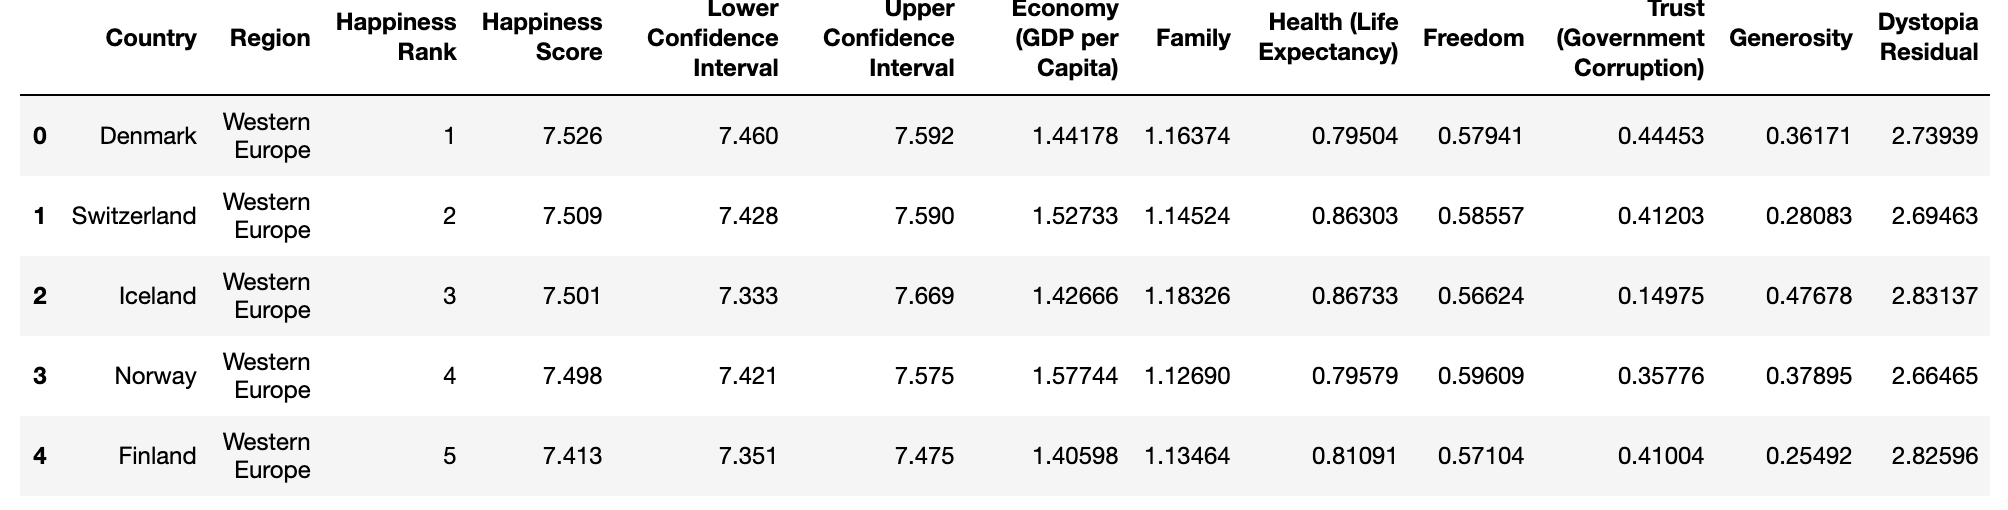 Country Region Happiness Rank Happiness Score Lower Confidence Interval Upper Confidence Interval Economy (GDP per Capita) Family Health (Life Expectancy) Freedom Trust (Government Corruption) Generosity Dystopia Residual
0 Denmark Western Europe 1 7.526 7.460 7.592 1.44178 1.16374 0.79504 0.57941 0.44453 0.36171 2.73939
1 Switzerland Western Europe 2 7.509 7.428 7.590 1.52733 1.14524 0.86303 0.58557 0.41203 0.28083 2.69463
2 Iceland Western Europe 3 7.501 7.333 7.669 1.42666 1.18326 0.86733 0.56624 0.14975 0.47678 2.83137
3 Norway Western Europe 4 7.498 7.421 7.575 1.57744 1.12690 0.79579 0.59609 0.35776 0.37895 2.66465
4 Finland Western Europe 5 7.413 7.351 7.475 1.40598 1.13464 0.81091 0.57104 0.41004 0.25492 2.82596